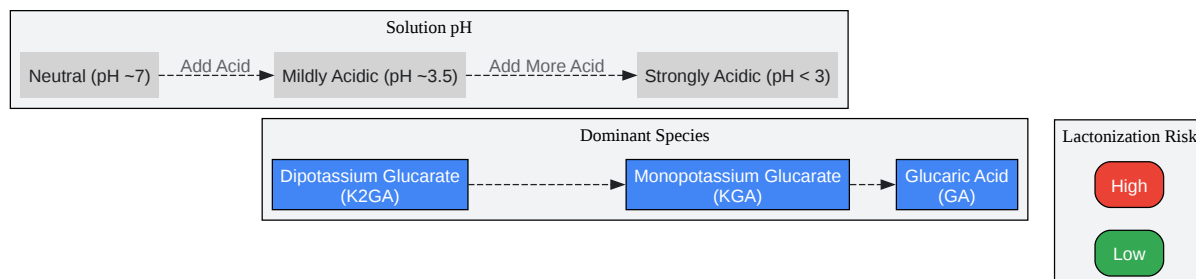 Solution pH
Neutral (pH ~7)
Add Acid
Mildly Acidic (pH ~3.5)
Add More Acid
Strongly Acidic (pH < 3)
Dominant Species
Dipotassium Glucarate
(K2GA)
Monopotassium Glucarate
(KGA)
Glucaric Acid
(GA)
Lactonization Risk
High
Low